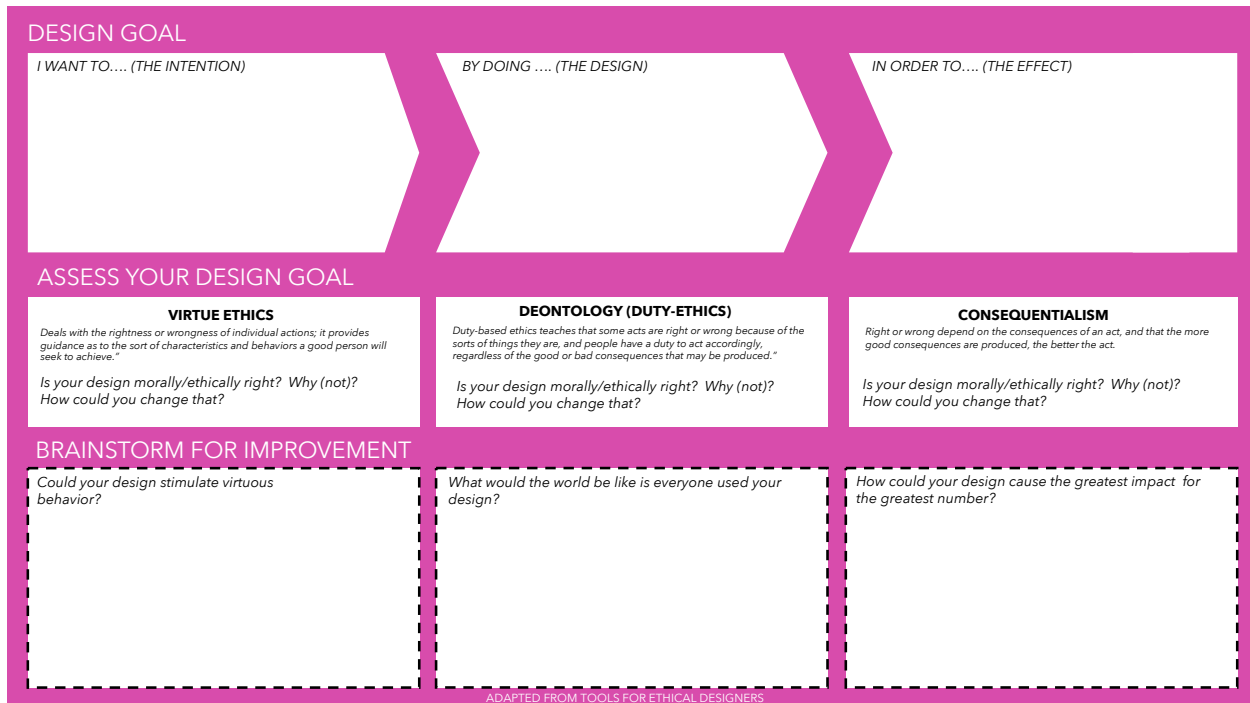 DESIGN GOAL
I WANT TO…. (THE INTENTION)
BY DOING …. (THE DESIGN)
IN ORDER TO…. (THE EFFECT)
ASSESS YOUR DESIGN GOAL
VIRTUE ETHICS
Deals with the rightness or wrongness of individual actions; it provides
guidance as to the sort of characteristics and behaviors a good person will
seek to achieve.”
Is your design morally/ethically right?  Why (not)?
How could you change that?
DEONTOLOGY (DUTY-ETHICS)
Duty-based ethics teaches that some acts are right or wrong because of the
sorts of things they are, and people have a duty to act accordingly,
regardless of the good or bad consequences that may be produced.”
Is your design morally/ethically right?  Why (not)?
How could you change that?
CONSEQUENTIALISM
Right or wrong depend on the consequences of an act, and that the more
good consequences are produced, the better the act.
Is your design morally/ethically right?  Why (not)?
How could you change that?
BRAINSTORM FOR IMPROVEMENT
Could your design stimulate virtuous
behavior?
What would the world be like is everyone used your
design?
How could your design cause the greatest impact  for
the greatest number?
ADAPTED FROM TOOLS FOR ETHICAL DESIGNERS